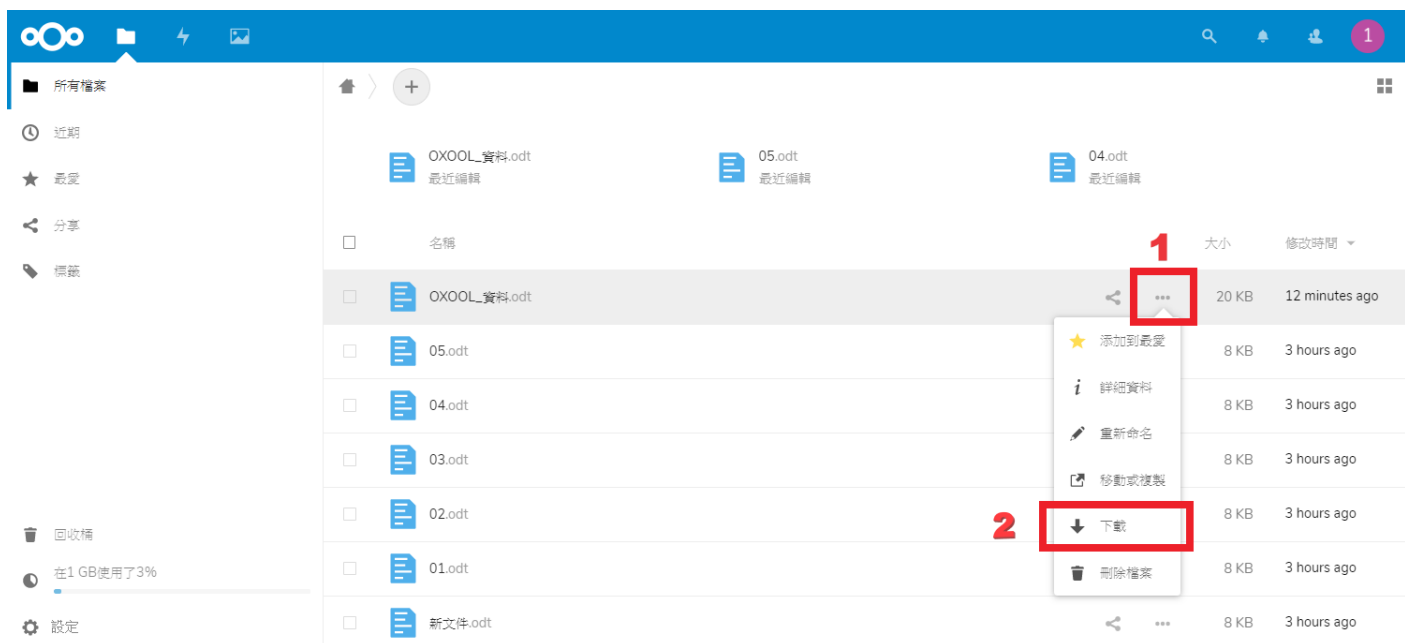 1
所有檔案
近期
最愛
分享
標籤
回收桶
在1 GB使用了3%
設定
+
OXOOL_資料.odt
最近編輯
05.odt
最近編輯
04.odt
最近編輯
名稱
1
大小
修改時間
OXOOL_資料.odt
20 KB
12 minutes ago
05.odt
8 KB
3 hours ago
04.odt
8 KB
3 hours ago
03.odt
8 KB
3 hours ago
02.odt
8 KB
3 hours ago
01.odt
8 KB
3 hours ago
新文件.odt
8 KB
3 hours ago
添加到最愛
詳細資料
重新命名
移動或複製
2
下載
刪除檔案